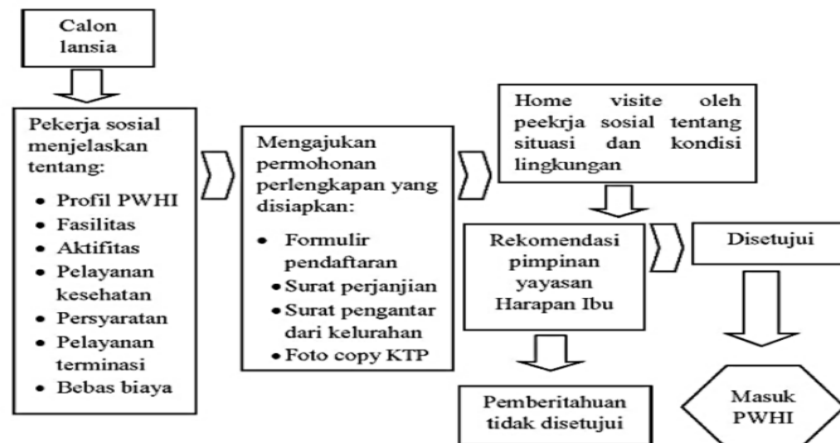 Calon
lansia
Pekerja sosial
menjelaskan
tentang:
• Profil PWHI
• Fasilitas
• Aktifitas
• Pelayanan
kesehatan
• Persyaratan
• Pelayanan
terminasi
• Bebas biaya
Mengajukan
permohonan
perlengkapan yang
disiapkan:
• Formulir
pendaftaran
• Surat perjanjian
• Surat pengantar
dari kelurahan
• Foto copy KTP
Home visite oleh
peekrja sosial tentang
situasi dan kondisi
lingkungan
Rekomendasi
pimpinan
yayasan
Harapan Ibu
Disetujui
Pemberitahuan
tidak disetujui
Masuk
PWHI